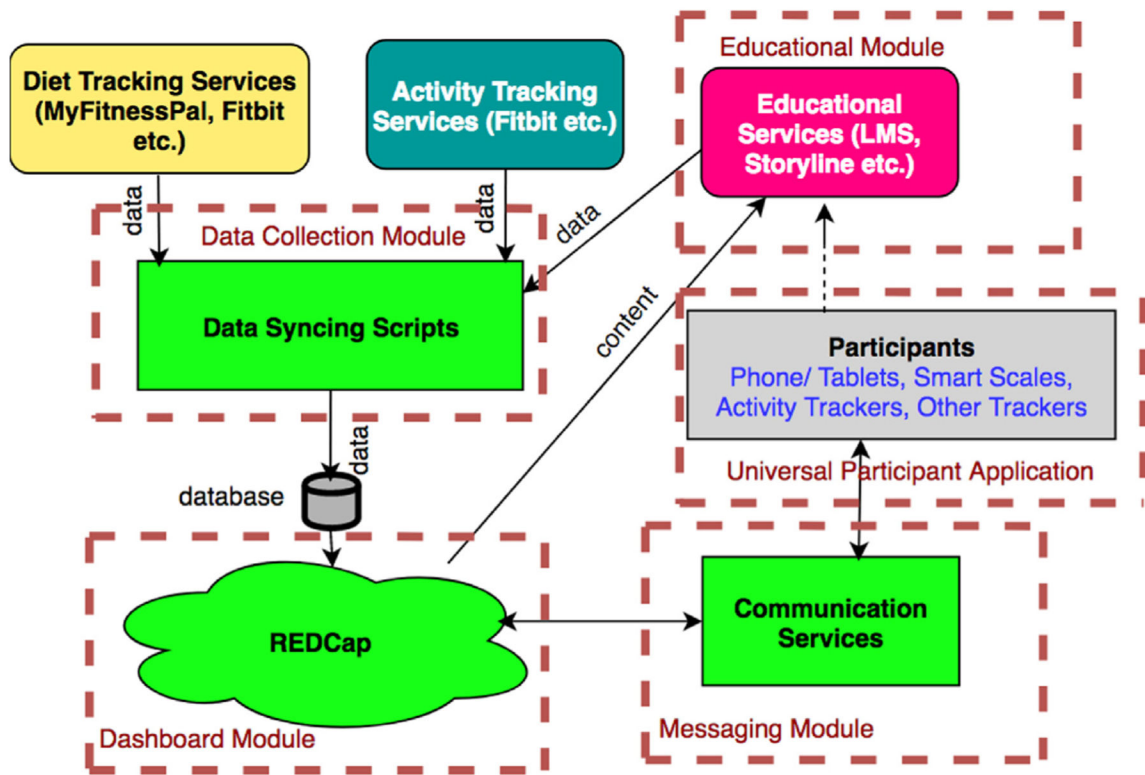 Diet Tracking Services
(MyFitnessPal, Fitbit
etc.)
Activity Tracking
Services (Fitbit etc.)
Educational Module
Educational
Services (LMS,
Storyline etc.)
data
data
data
Data Collection Module
Data Syncing Scripts
content
Participants
Phone/ Tablets, Smart Scales,
Activity Trackers, Other Trackers
Universal Participant Application
data
database
REDCap
Dashboard Module
Communication
Services
Messaging Module